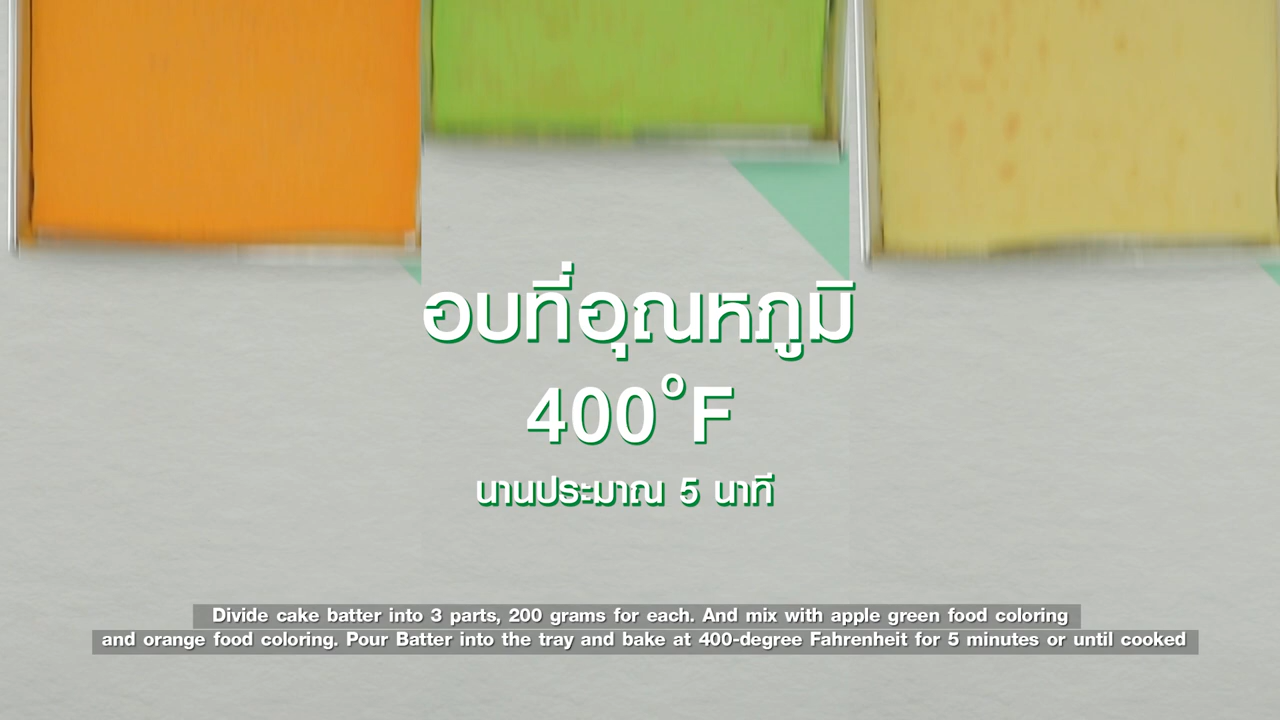 อบที่อุณหภูมิ
400°F
นานประมาณ 5 นาที
Divide cake batter into 3 parts, 200 grams for each. And mix with apple green food coloring
and orange food coloring. Pour Batter into the tray and bake at 400-degree Fahrenheit for 5 minutes or until cooked